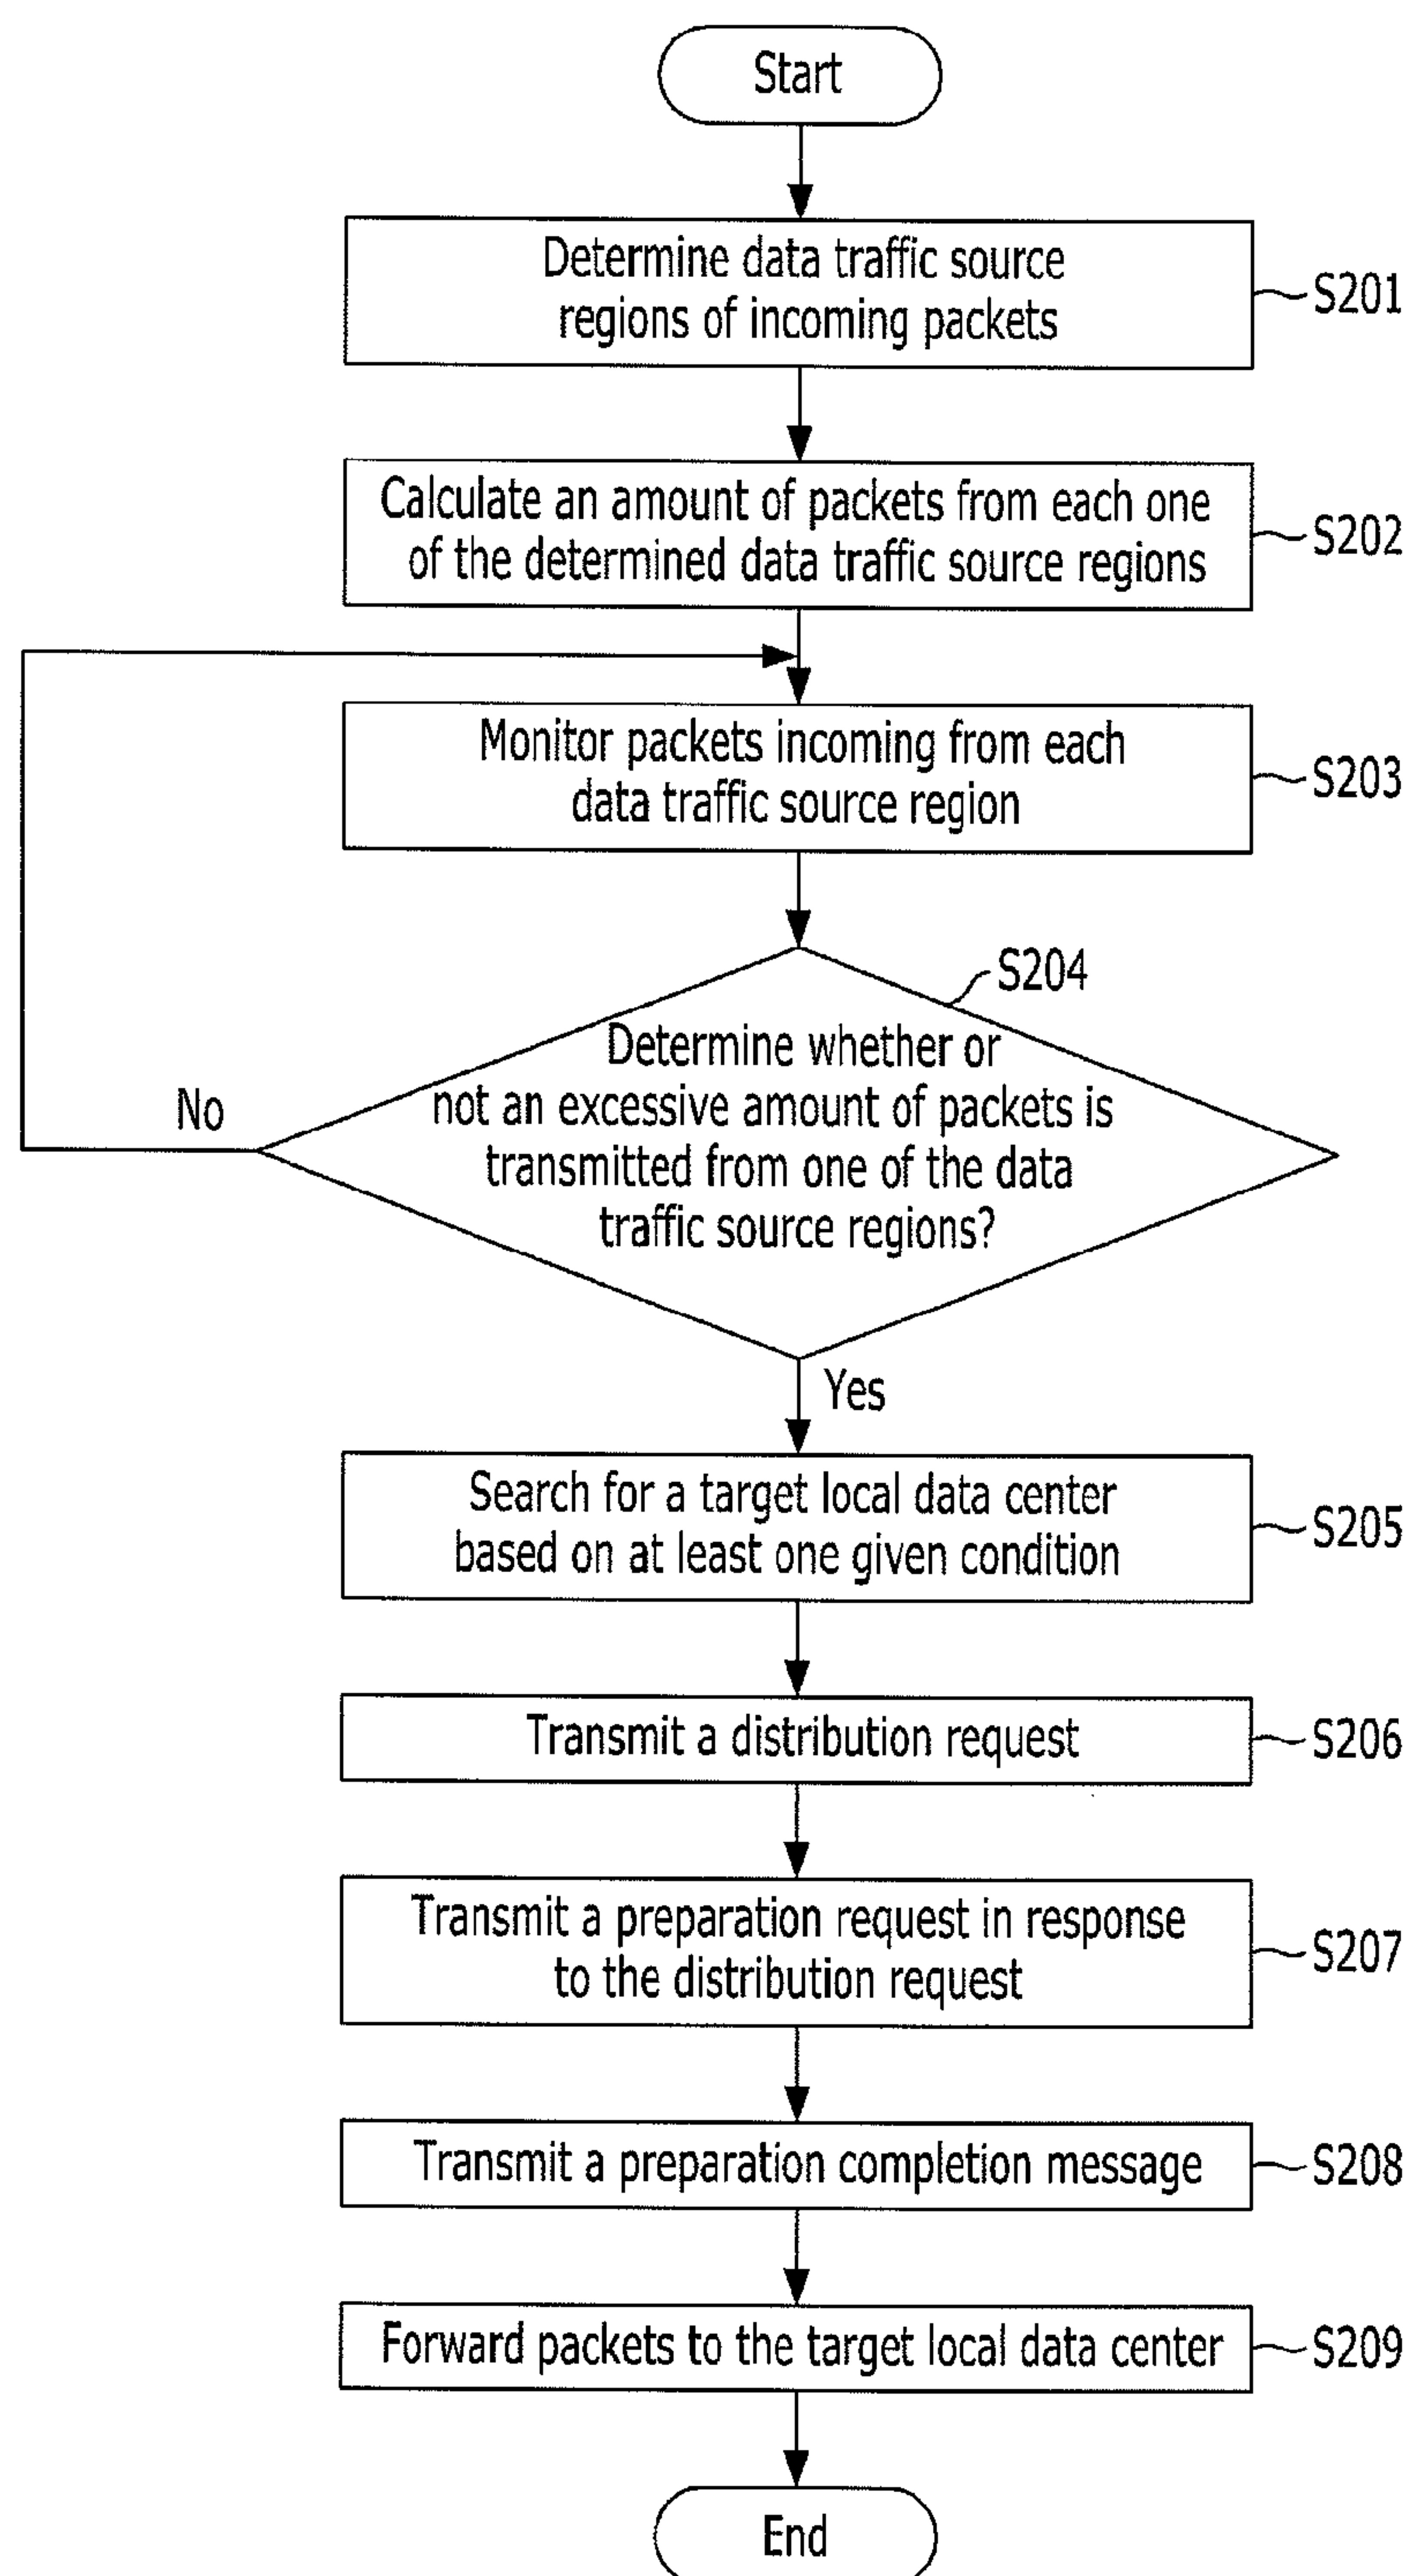 Start
Determine data traffic source
regions of incoming packets
S201
Calculate an amount of packets from each one
of the determined data traffic source regions
S202
Monitor packets incoming from each
data traffic source region
S203
S204
Determine whether or
not an excessive amount of packets is
transmitted from one of the data
traffic source regions?
No
Yes
Search for a target local data center
based on at least one given condition
S205
Transmit a distribution request
S206
Transmit a preparation request in response
to the distribution request
S207
Transmit a preparation completion message
S208
Forward packets to the target local data center
S209
End